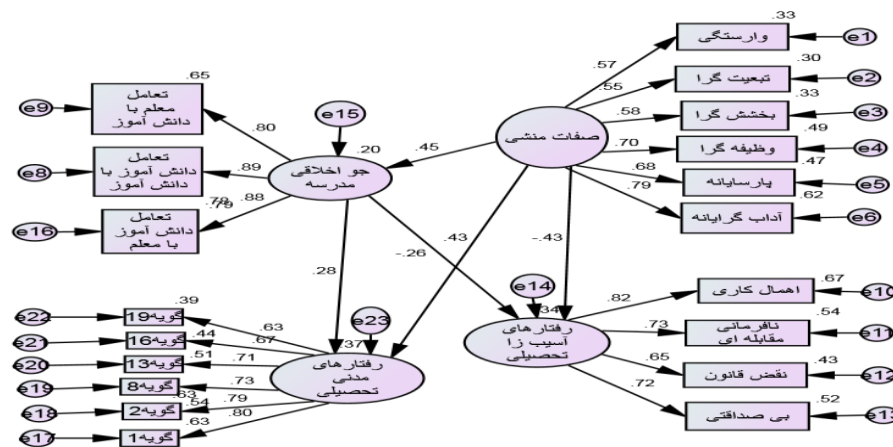 .33
وارستگی
e1
.57
.30
تبعیت گرا
e2
.55
.33
بخشش گرا
e3
.58
.49
وظیفه گرا
e4
.70
.47
پارسایانه
e5
.68
.62
آداب گرایانه
e6
.79
صفات منشی
.65
تعامل
معلم با
دانش آموز
e9
.80
تعامل
دانش آموز با
دانش آموز
e8
.89
.78
.79
تعامل
دانش آموز
با معلم
e16
.88
e15
.20
جو اخلاقی
مدرسه
.45
.28
-.26
.43
-.43
e14
.34
رفتارهای
آسیب زا
تحصیلی
.67
اهمال کاری
e10
.82
.54
نافرمانی
مقابله ای
e11
.73
.43
نقض قانون
e12
.65
.52
بی صداقتی
e13
.72
e23
.37
رفتارهای
مدنی
تحصیلی
.39
گویه19
e22
.63
.44
گویه16
e21
.67
.51
گویه13
e20
.71
.54
گویه8
e19
.73
.63
گویه2
e18
.79
.63
گویه1
e17
.80